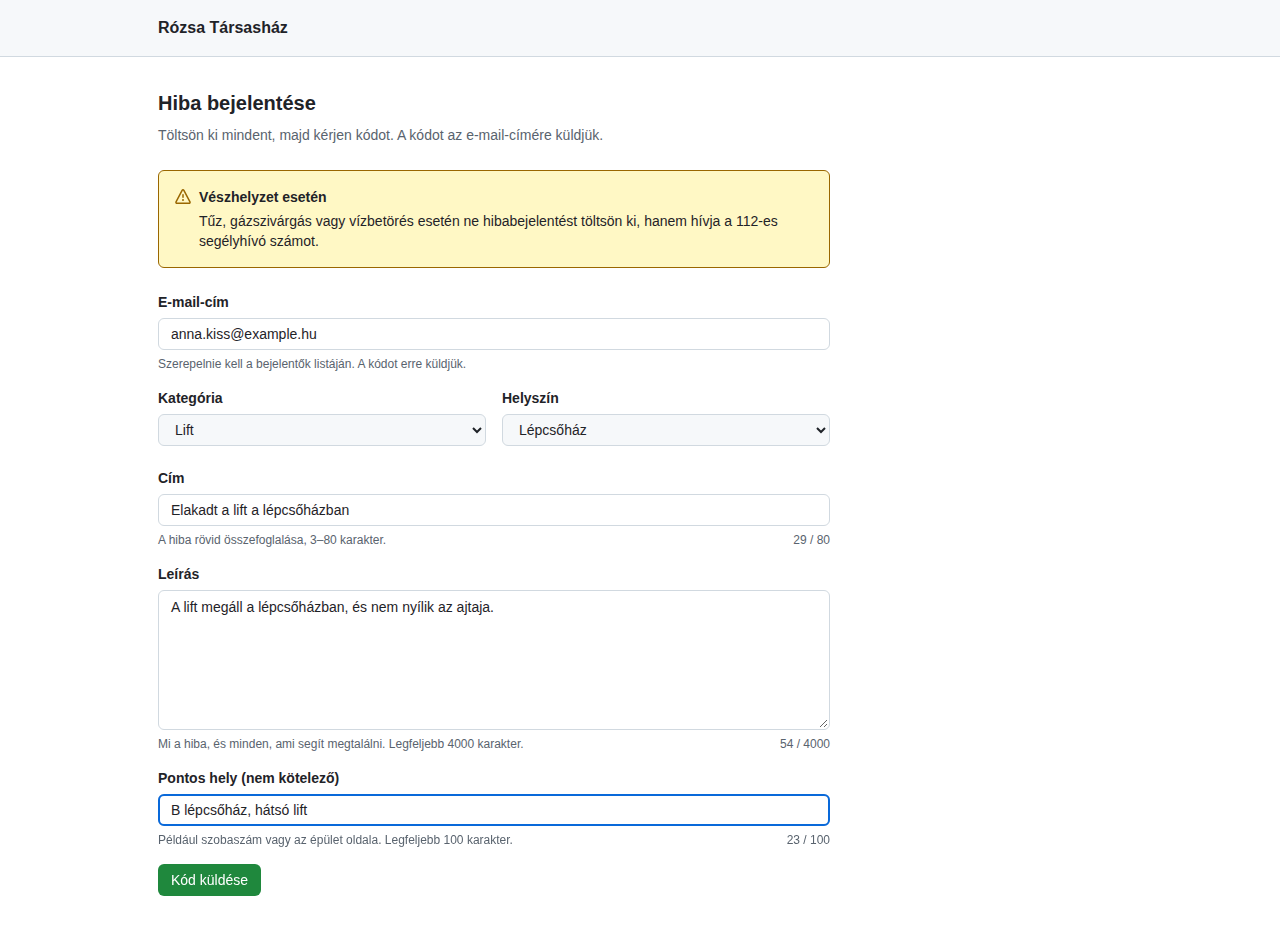 Rózsa Társasház
Hiba bejelentése
Töltsön ki mindent, majd kérjen kódot. A kódot az e-mail-címére küldjük.
Vészhelyzet esetén
Tűz, gázszivárgás vagy vízbetörés esetén ne hibabejelentést töltsön ki, hanem hívja a 112-es
segélyhívó számot.
E-mail-cím
anna.kiss@example.hu
Szerepelnie kell a bejelentők listáján. A kódot erre küldjük.
Kategória
Helyszín
Lift
Lépcsőház
Cím
Elakadt a lift a lépcsőházban
A hiba rövid összefoglalása, 3–80 karakter.
29 / 80
Leírás
A lift megáll a lépcsőházban, és nem nyílik az ajtaja.
Mi a hiba, és minden, ami segít megtalálni. Legfeljebb 4000 karakter.
54 / 4000
Pontos hely (nem kötelező)
B lépcsőház, hátsó lift
Például szobaszám vagy az épület oldala. Legfeljebb 100 karakter.
23 / 100
Kód küldése